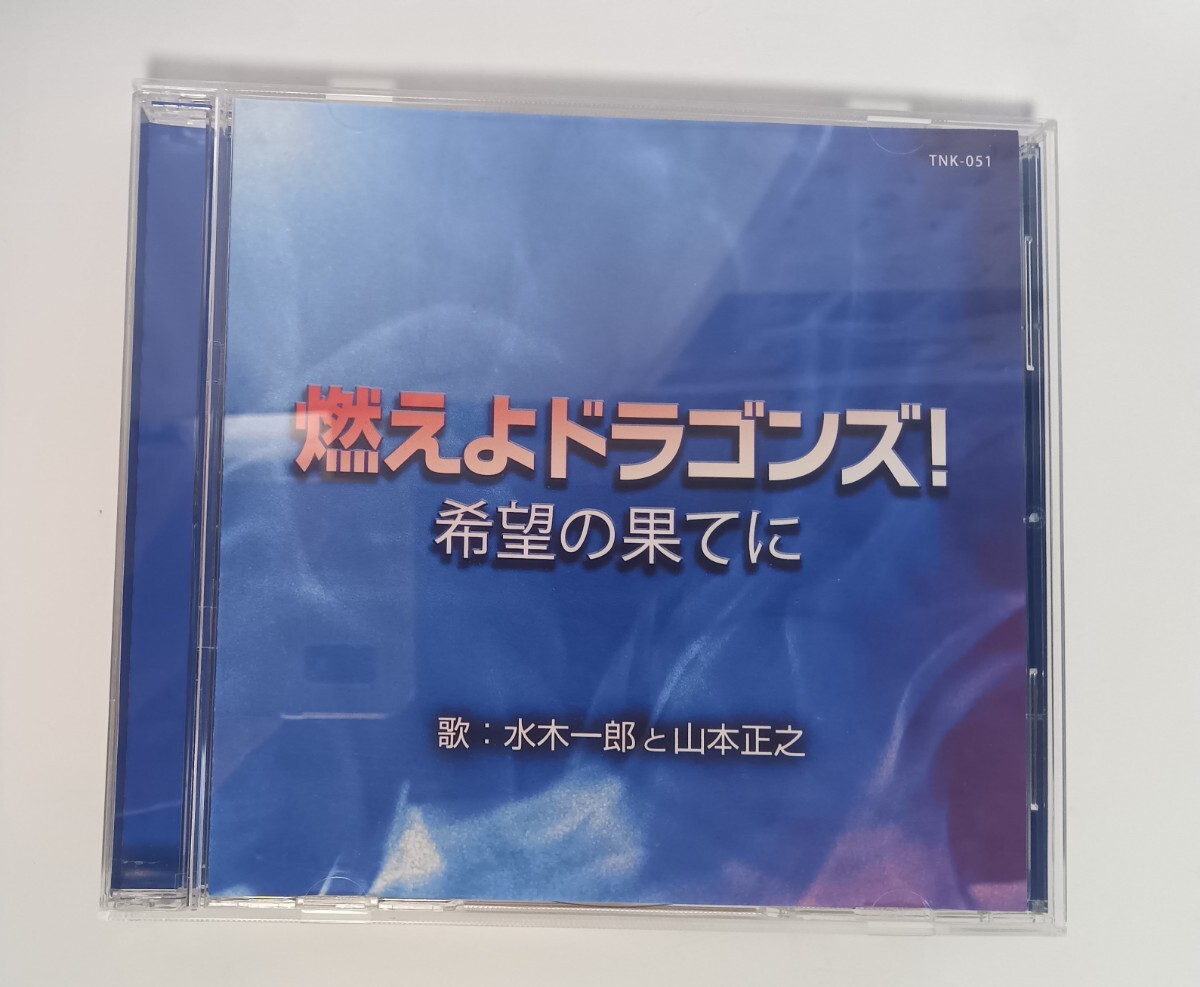 TNK-051
燃えよドラゴンズ!
希望の果てに
歌：水木一郎と山本正之